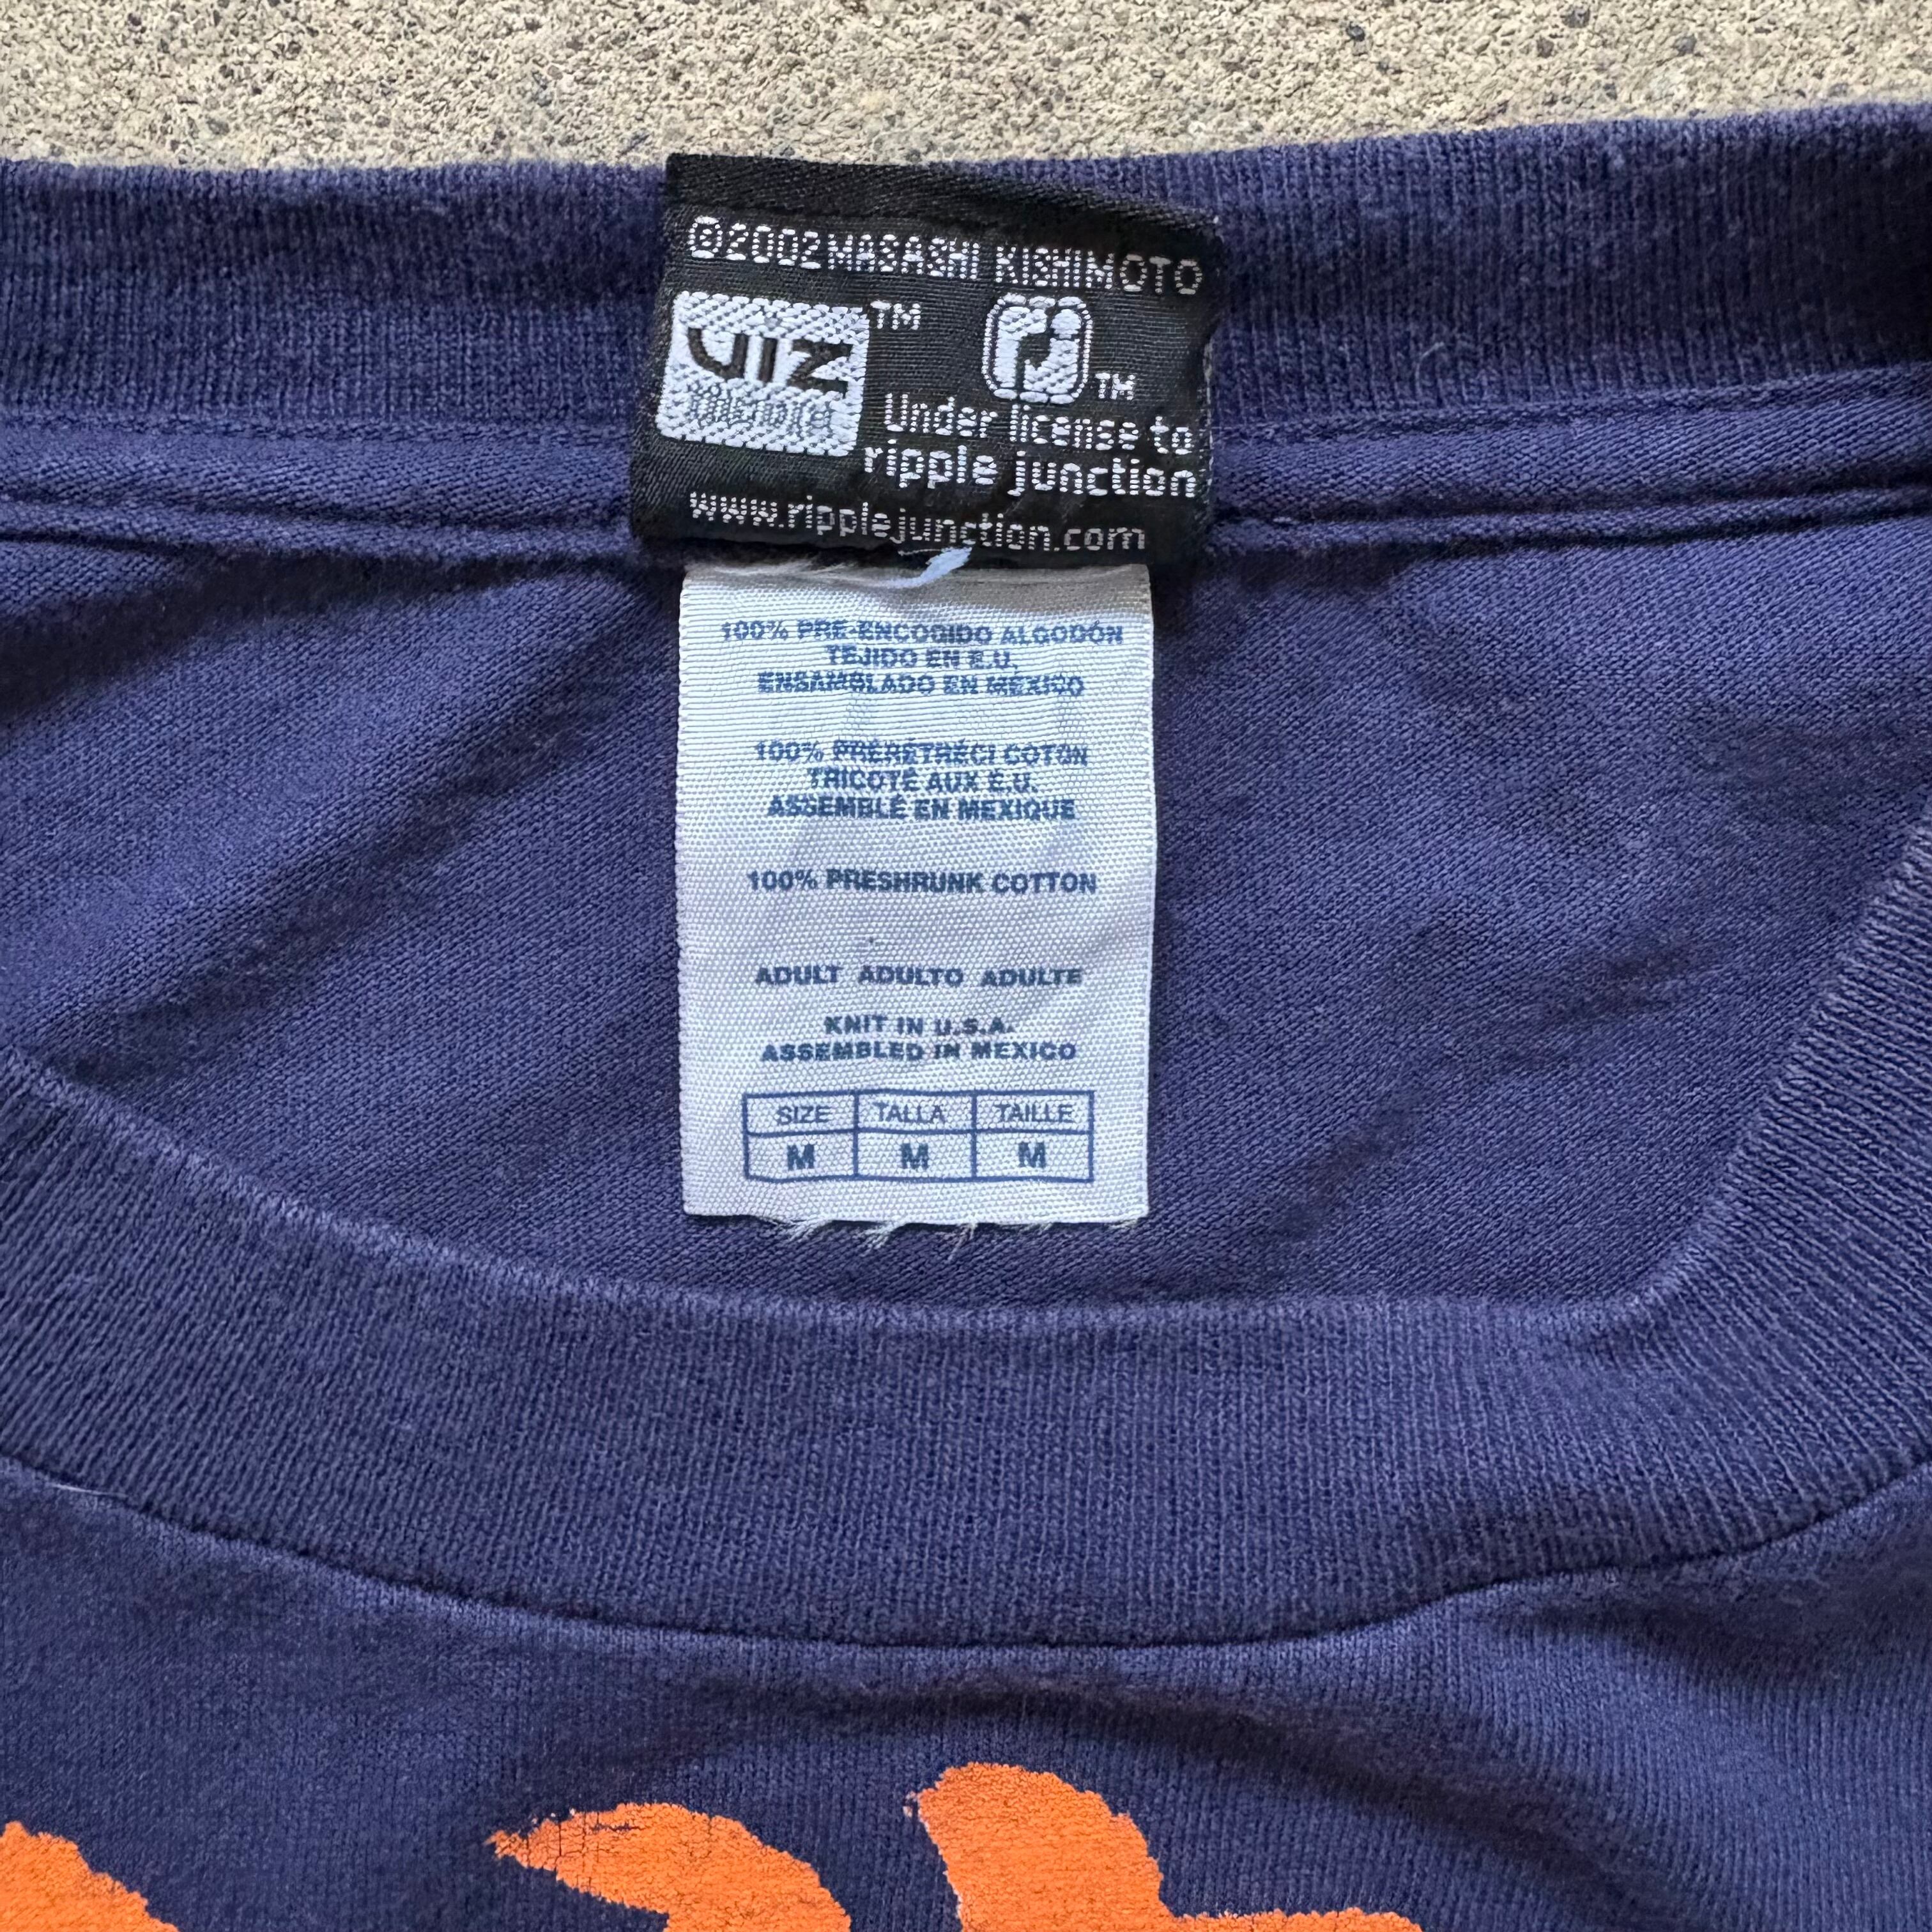 ©2002 MASASHI KISHIMOTO
VIZ media TM
rj TM
Under license to
ripple junction
www.ripplejunction.com
100% PRE-ENCOGIDO ALGODÓN
TEJIDO EN E.U.
ENSAMBLADO EN MÉXICO
100% PRÉRÉTRÉCI COTON
TRICOTÉ AUX É.U.
ASSEMBLÉ EN MEXIQUE
100% PRESHRUNK COTTON
ADULT ADULTO ADULTE
KNIT IN U.S.A.
ASSEMBLED IN MEXICO
SIZE TALLA TAILLE
M M M